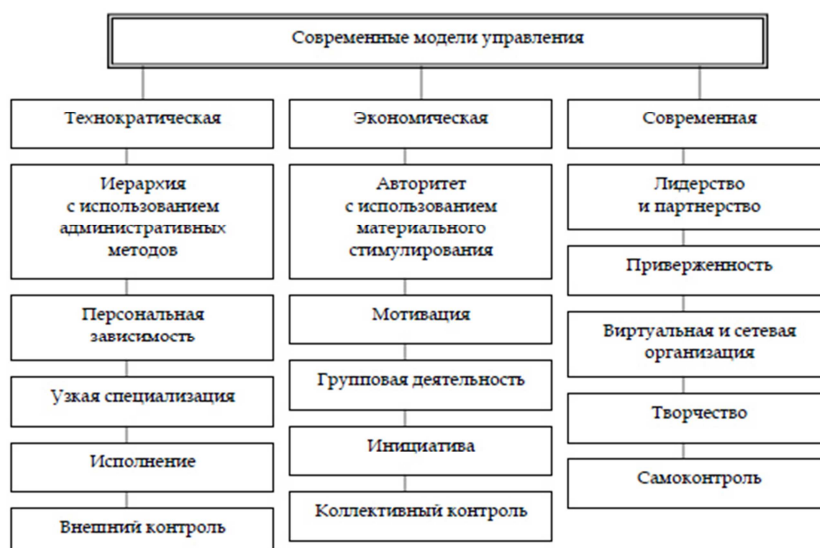 Современные модели управления
Технократическая
Иерархия
с использованием
административных
методов
Персональная
зависимость
Узкая специализация
Исполнение
Внешний контроль
Экономическая
Авторитет
с использованием
материального
стимулирования
Мотивация
Групповая деятельность
Инициатива
Коллективный контроль
Современная
Лидерство
и партнерство
Приверженность
Виртуальная и сетевая
организация
Творчество
Самоконтроль